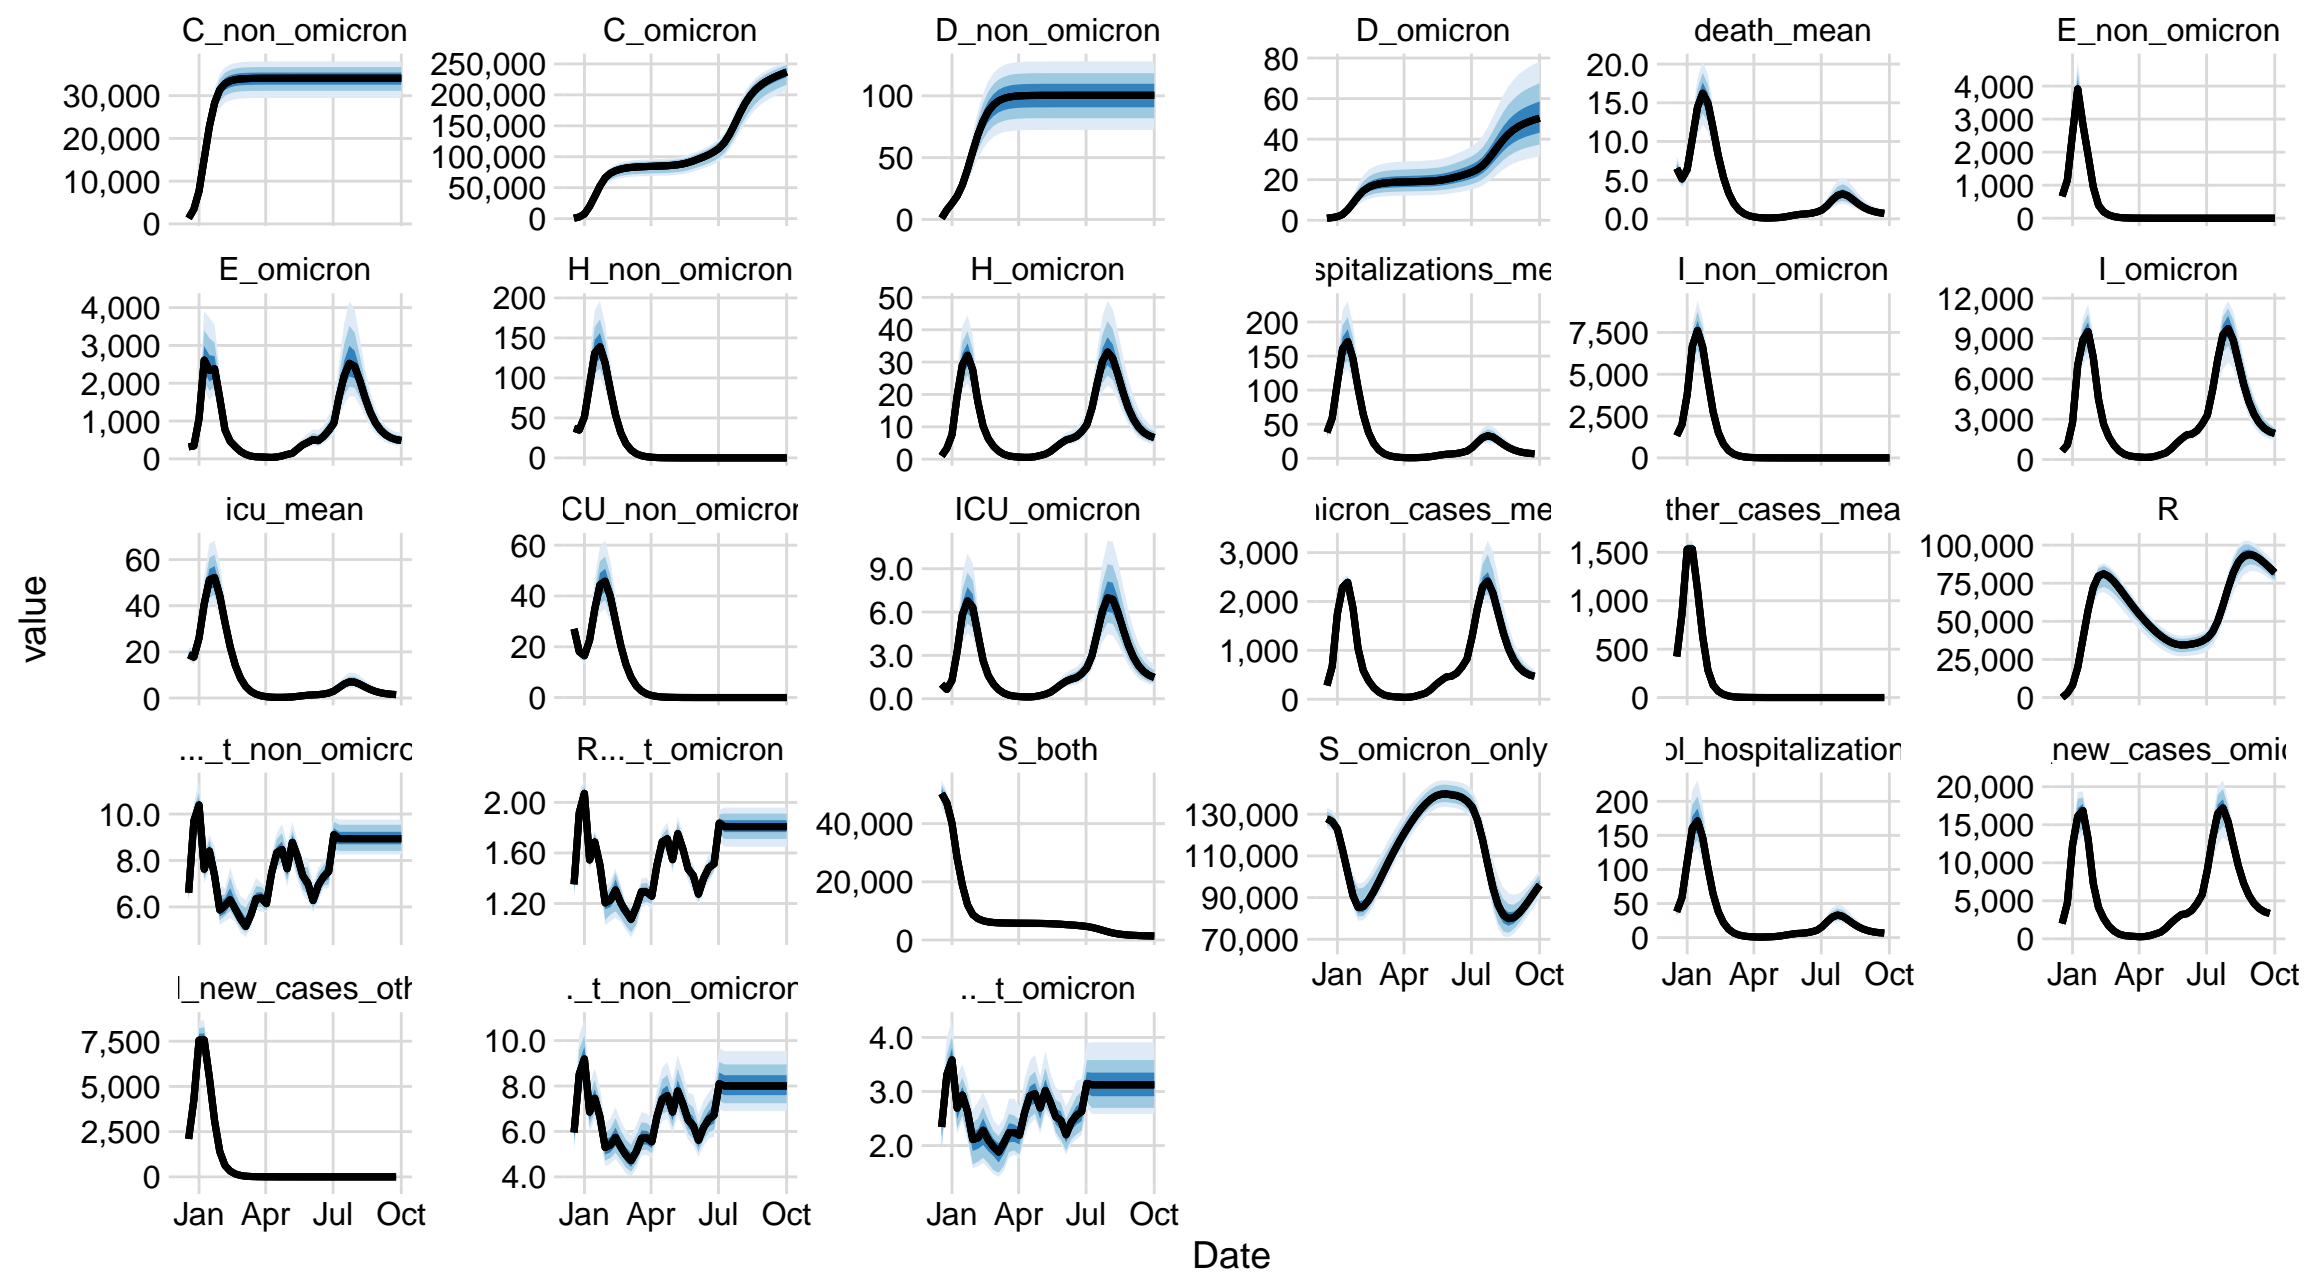 C_non_omicron C_omicron D_non_omicron D_omicron death_mean E_non_omicron
30,000 20,000 10,000 0
250,000 200,000 150,000 100,000 50,000 0
100 50 0
80 60 40 20 0
20.0 15.0 10.0 5.0 0.0
4,000 3,000 2,000 1,000 0
E_omicron H_non_omicron H_omicron spitalizations_me I_non_omicron I_omicron
4,000 3,000 2,000 1,000 0
200 150 100 50 0
50 40 30 20 10 0
200 150 100 50 0
7,500 5,000 2,500 0
12,000 9,000 6,000 3,000 0
icu_mean CU_non_omicron ICU_omicron nicron_cases_me ther_cases_mea R
60 40 20 0
60 40 20 0
9.0 6.0 3.0 0.0
3,000 2,000 1,000 0
1,500 1,000 500 0
100,000 75,000 50,000 25,000 0
value
..._t_non_omicro R..._t_omicron S_both S_omicron_only ol_hospitalization _new_cases_omic
10.0 8.0 6.0
2.00 1.60 1.20
40,000 20,000 0
130,000 110,000 90,000 70,000
200 150 100 50 0
20,000 15,000 10,000 5,000 0
Jan Apr Jul Oct Jan Apr Jul Oct Jan Apr Jul Oct
l_new_cases_oth ._t_non_omicron .._t_omicron
7,500 5,000 2,500 0
10.0 8.0 6.0 4.0
4.0 3.0 2.0
Jan Apr Jul Oct Jan Apr Jul Oct Jan Apr Jul Oct
Date